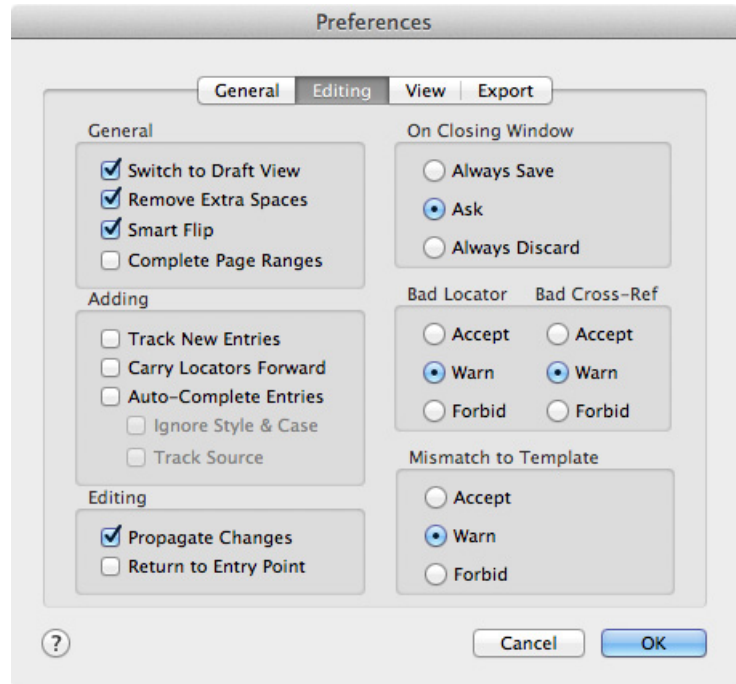 Preferences
General Editing View Export
General
Switch to Draft View
Remove Extra Spaces
Smart Flip
Complete Page Ranges
Adding
Track New Entries
Carry Locators Forward
Auto-Complete Entries
Ignore Style & Case
Track Source
Editing
Propagate Changes
Return to Entry Point
On Closing Window
Always Save
Ask
Always Discard
Bad Locator Bad Cross-Ref
Accept Accept
Warn Warn
Forbid Forbid
Mismatch to Template
Accept
Warn
Forbid
? Cancel OK